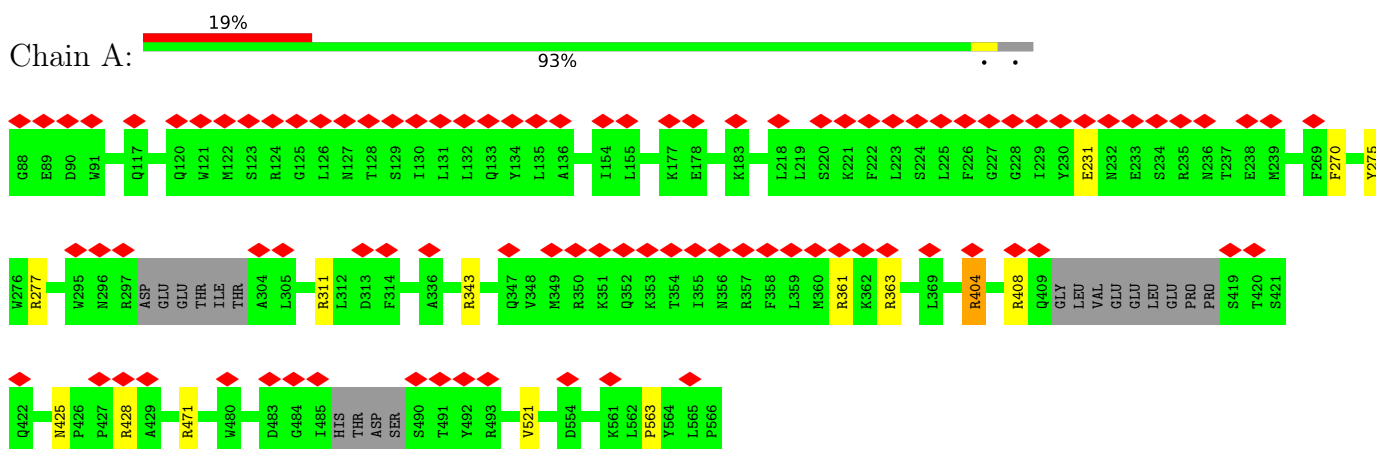 19%
Chain A:
93%
• •
G88 E89 D90 W91 Q117 Q120 W121 M122 S123 R124 G125 L126 N127 T128 S129 I130 L131 L132 Q133 Y134 L135 A136 I154 L155 K177 E178 K183 L218 L219 S220 K221 F222 L223 S224 L225 F226 G227 G228 I229 Y230 E231 N232 E233 S234 R235 N236 T237 E238 M239 F269 F270 Y275
W276 R277 W295 N296 R297 ASP GLU GLU THR ILE THR A304 L305 R311 L312 D313 F314 A336 R343 Q347 V348 M349 R350 K351 Q352 K353 T354 I355 N356 R357 F358 L359 M360 R361 K362 R363 L369 R404 R408 Q409 GLY LEU VAL GLU GLU LEU GLU PRO PRO S419 T420 S421
Q422 N425 P426 P427 R428 A429 R471 W480 D483 G484 I485 HIS THR ASP SER S490 T491 Y492 R493 V521 D554 K561 L562 P563 Y564 L565 P566